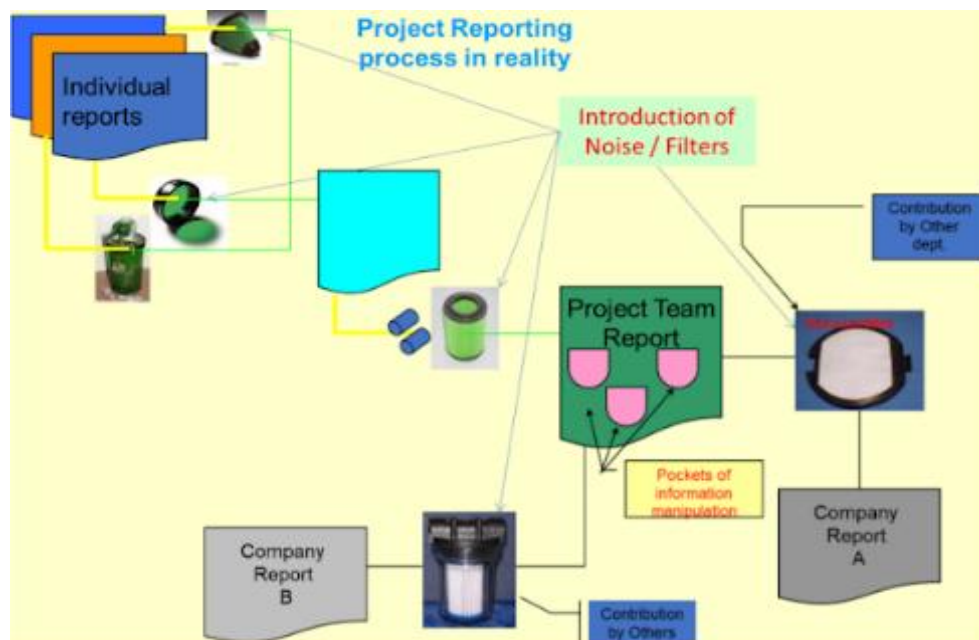 Project Reporting
process in reality
Individual
reports
Introduction of
Noise / Filters
Contribution
by Other
dept.
Project Team
Report
Pockets of
information
manipulation
Company
Report
A
Company
Report
B
Contribution
by Others